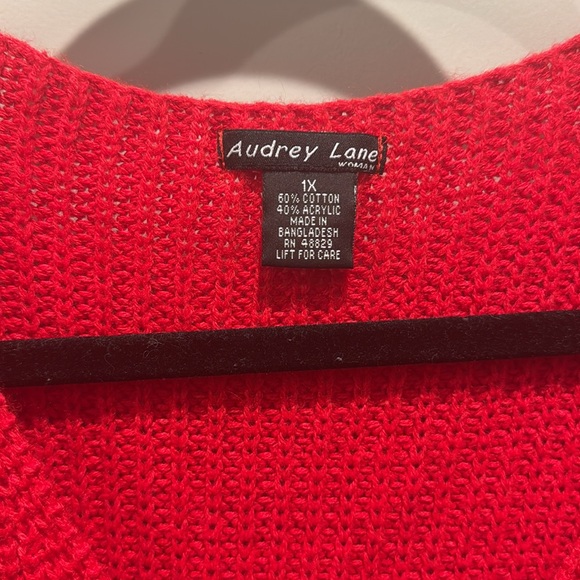 Audrey Lane
WOMAN
1X
60% COTTON
40% ACRYLIC
MADE IN
BANGLADESH
RN 48829
LIFT FOR CARE